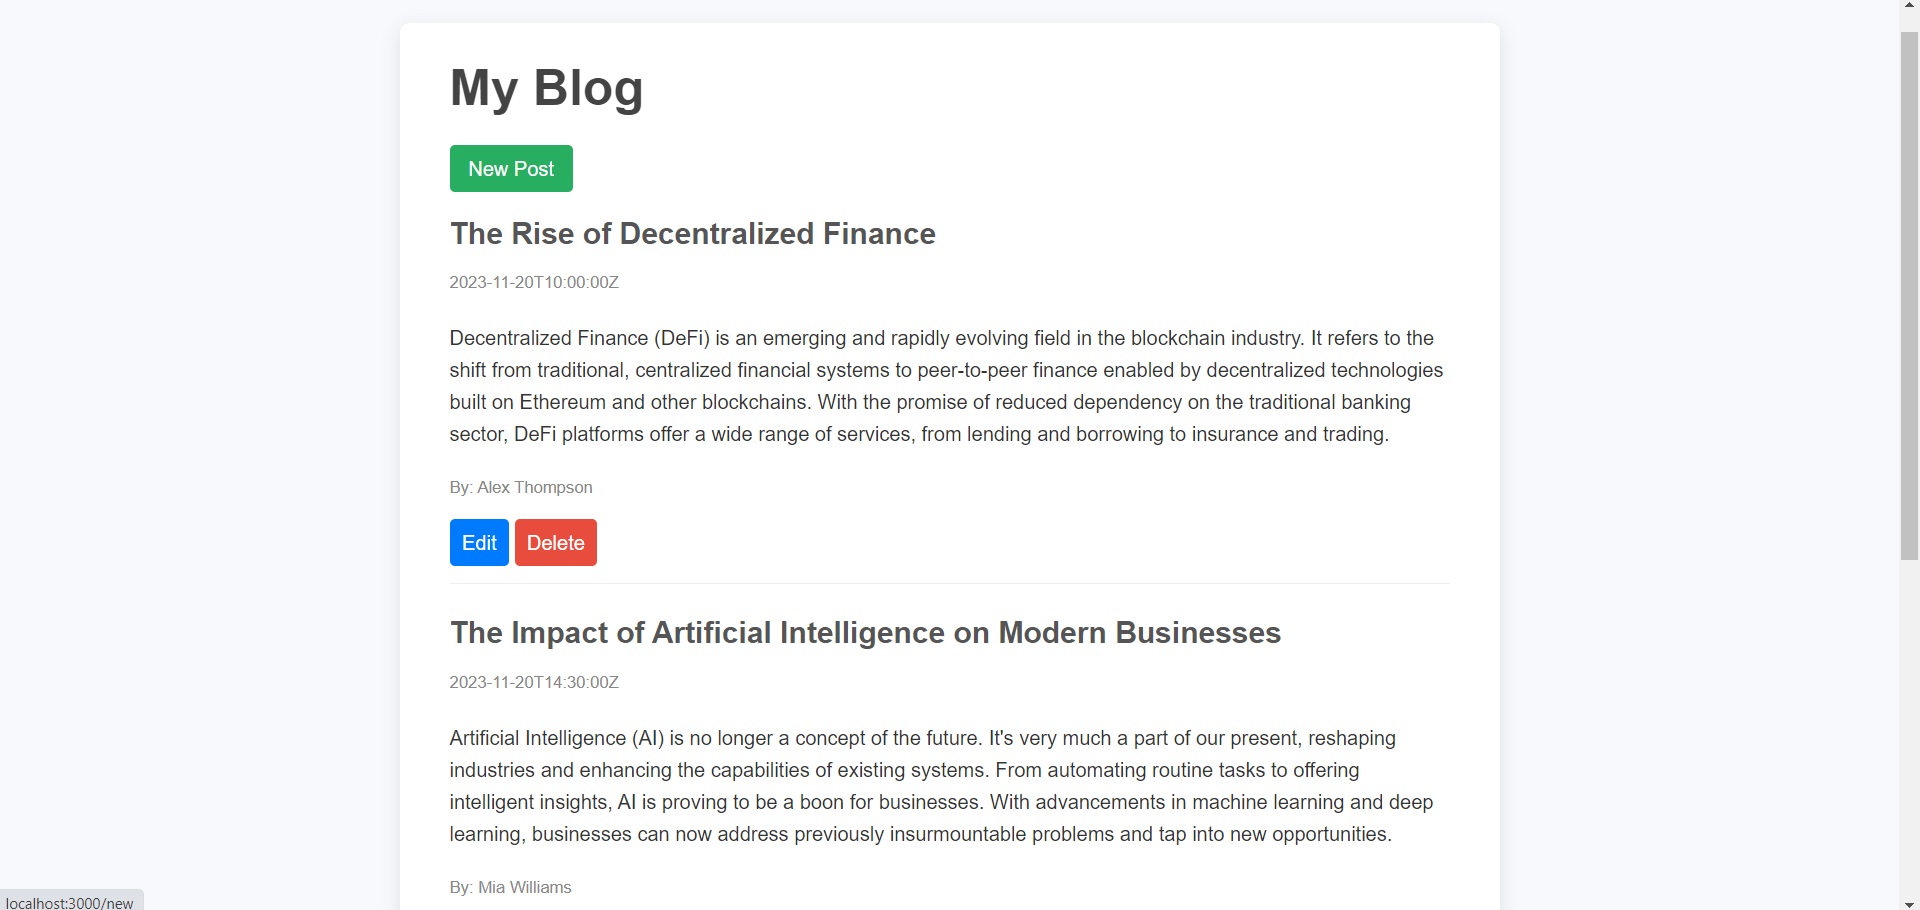 My Blog
New Post
The Rise of Decentralized Finance
2023-11-20T10:00:00Z
Decentralized Finance (DeFi) is an emerging and rapidly evolving field in the blockchain industry. It refers to the
shift from traditional, centralized financial systems to peer-to-peer finance enabled by decentralized technologies
built on Ethereum and other blockchains. With the promise of reduced dependency on the traditional banking
sector, DeFi platforms offer a wide range of services, from lending and borrowing to insurance and trading.
By: Alex Thompson
Edit Delete
The Impact of Artificial Intelligence on Modern Businesses
2023-11-20T14:30:00Z
Artificial Intelligence (AI) is no longer a concept of the future. It's very much a part of our present, reshaping
industries and enhancing the capabilities of existing systems. From automating routine tasks to offering
intelligent insights, AI is proving to be a boon for businesses. With advancements in machine learning and deep
learning, businesses can now address previously insurmountable problems and tap into new opportunities.
By: Mia Williams
localhost:3000/new